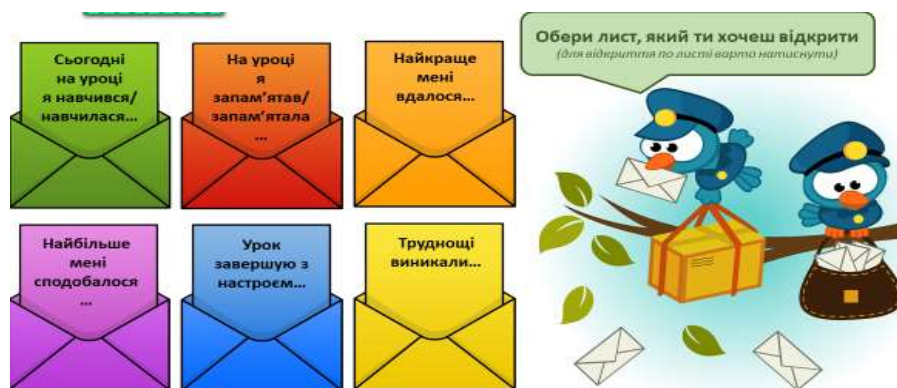 Сьогодні
на уроці
я навчився/
навчилася…
На уроці
я
запам’ятав/
запам’ятала
…
Найкраще
мені
вдалося…
Обери лист, який ти хочеш відкрити
(для відкриття по листі варто натиснути)
Найбільше
мені
сподобалося
…
Урок
завершую з
настроєм…
Труднощі
виникали…